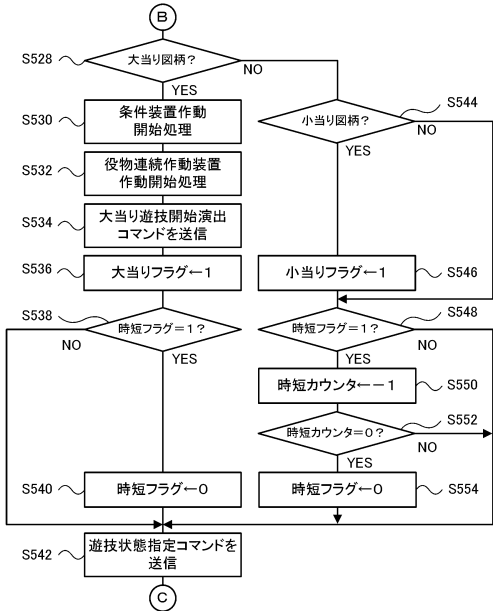 B
S528
大当り図柄？
NO
YES
S530
条件装置作動
開始処理
S532
役物連続作動装置
作動開始処理
S534
大当り遊技開始演出
コマンドを送信
S536
大当りフラグ←1
S538
時短フラグ＝1？
NO
YES
S540
時短フラグ←0
S542
遊技状態指定コマンドを
送信
C
S544
小当り図柄？
NO
YES
小当りフラグ←1
S546
S548
時短フラグ＝1？
NO
YES
時短カウンタ←－1
S550
S552
時短カウンタ＝0？
NO
YES
時短フラグ←0
S554